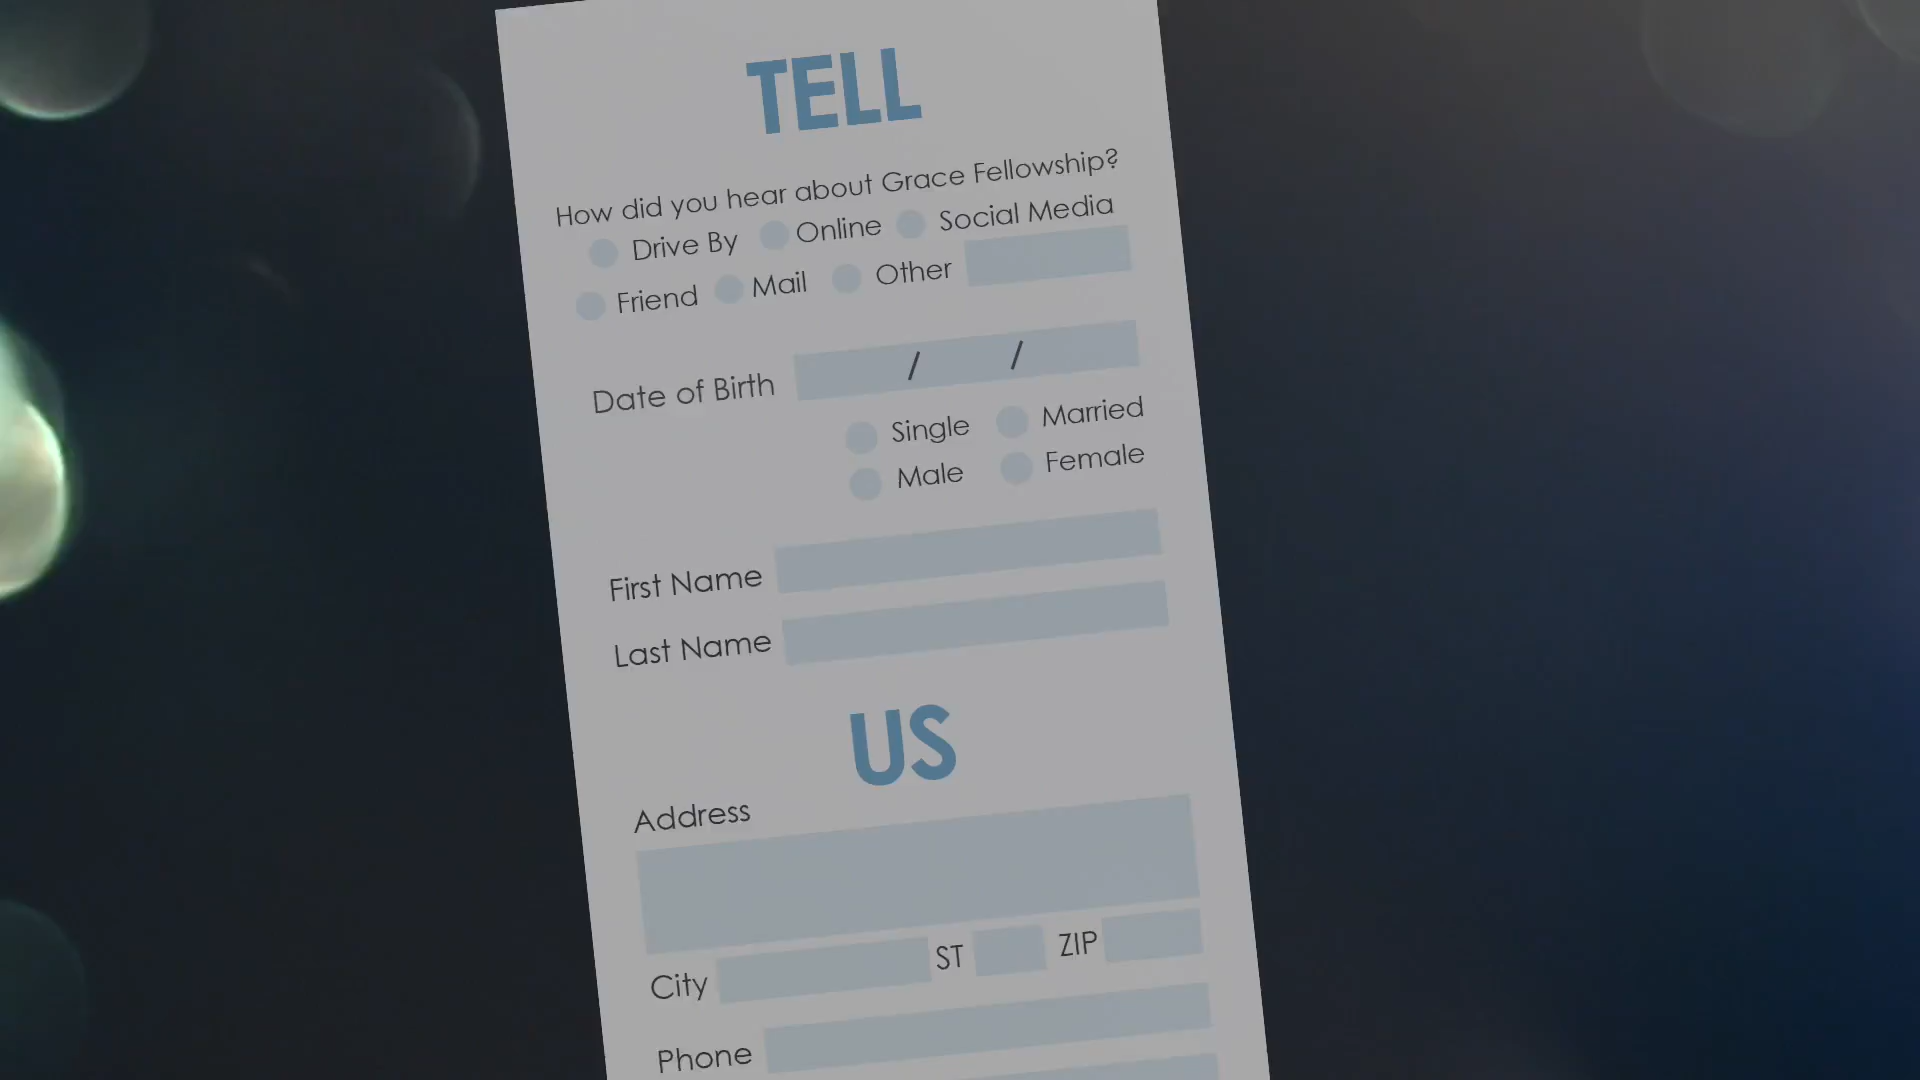 TELL
How did you hear about Grace Fellowship?
Drive By Online Social Media
Friend Mail Other
Date of Birth / /
Single Married
Male Female
First Name
Last Name
US
Address
City ST ZIP
Phone